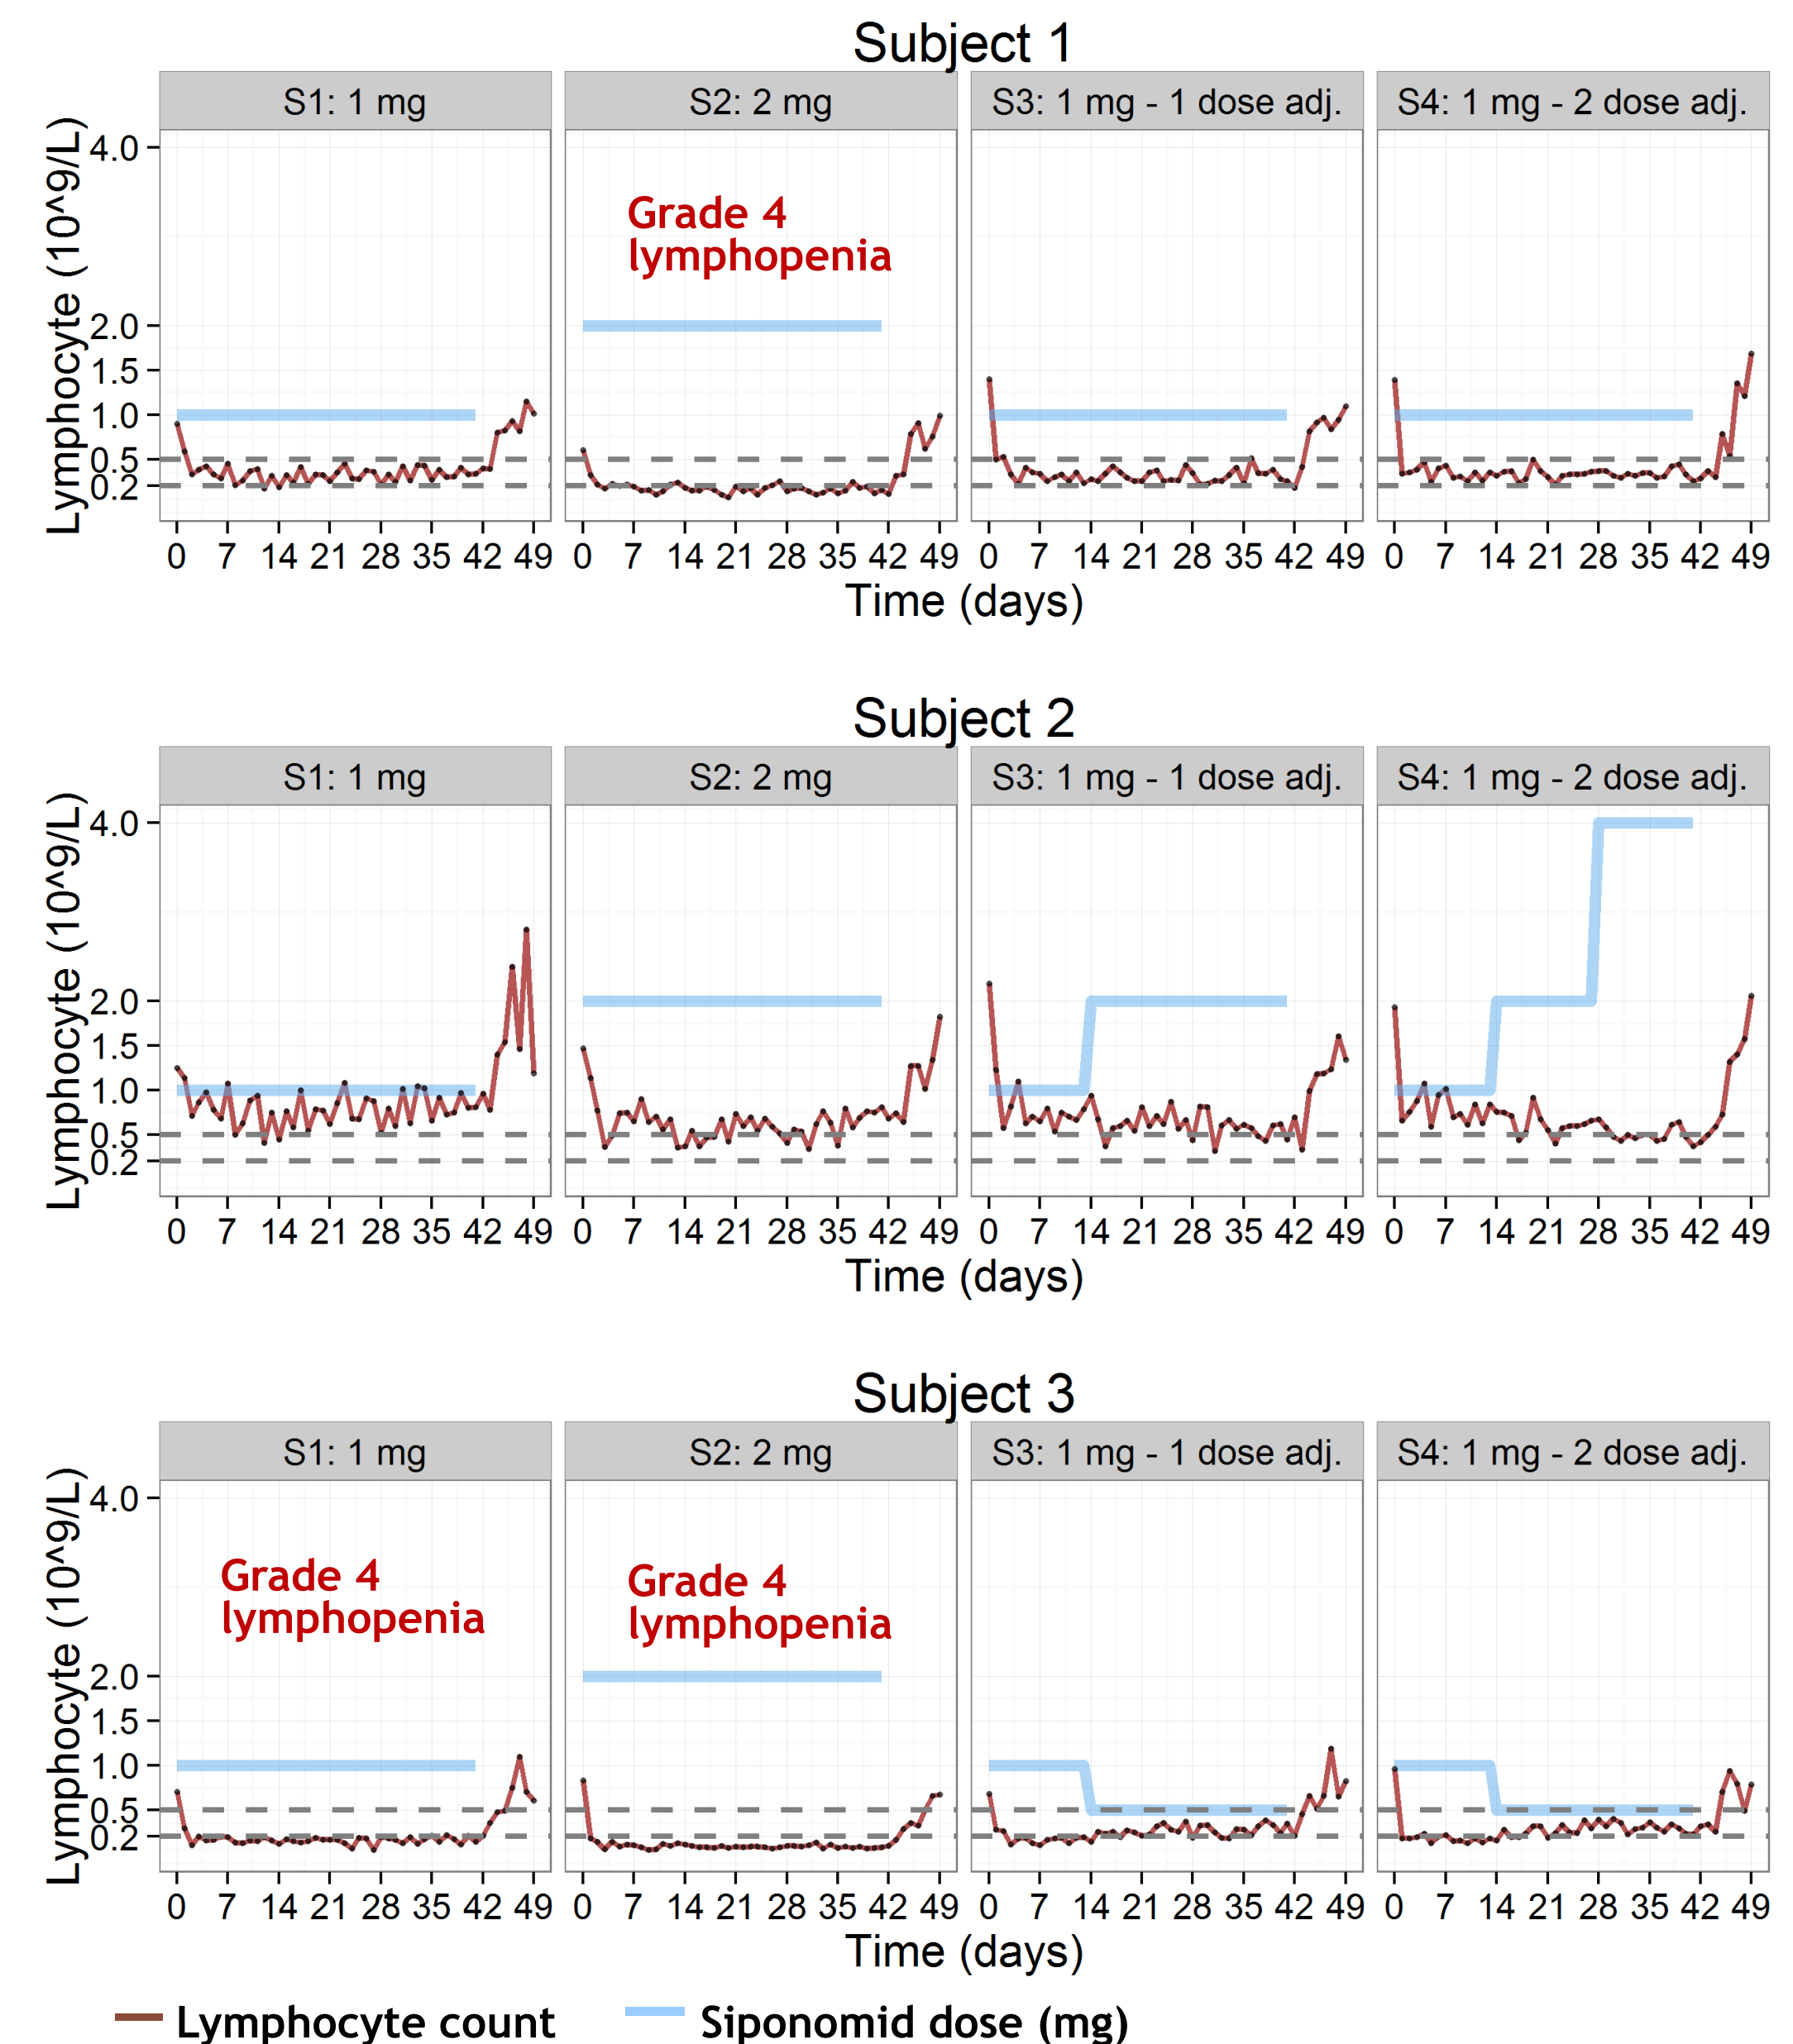 Subject 1
S1: 1 mg
S2: 2 mg
S3: 1 mg - 1 dose adj.
S4: 1 mg - 2 dose adj.
Lymphocyte (10^9/L)
4.0
2.0
1.5
1.0
0.5
0.2
Grade 4
lymphopenia
0 7 14 21 28 35 42 49
0 7 14 21 28 35 42 49
0 7 14 21 28 35 42 49
0 7 14 21 28 35 42 49
Time (days)
Subject 2
S1: 1 mg
S2: 2 mg
S3: 1 mg - 1 dose adj.
S4: 1 mg - 2 dose adj.
Lymphocyte (10^9/L)
4.0
2.0
1.5
1.0
0.5
0.2
0 7 14 21 28 35 42 49
0 7 14 21 28 35 42 49
0 7 14 21 28 35 42 49
0 7 14 21 28 35 42 49
Time (days)
Subject 3
S1: 1 mg
S2: 2 mg
S3: 1 mg - 1 dose adj.
S4: 1 mg - 2 dose adj.
Lymphocyte (10^9/L)
4.0
2.0
1.5
1.0
0.5
0.2
Grade 4
lymphopenia
Grade 4
lymphopenia
0 7 14 21 28 35 42 49
0 7 14 21 28 35 42 49
0 7 14 21 28 35 42 49
0 7 14 21 28 35 42 49
Time (days)
Lymphocyte count
Siponomid dose (mg)